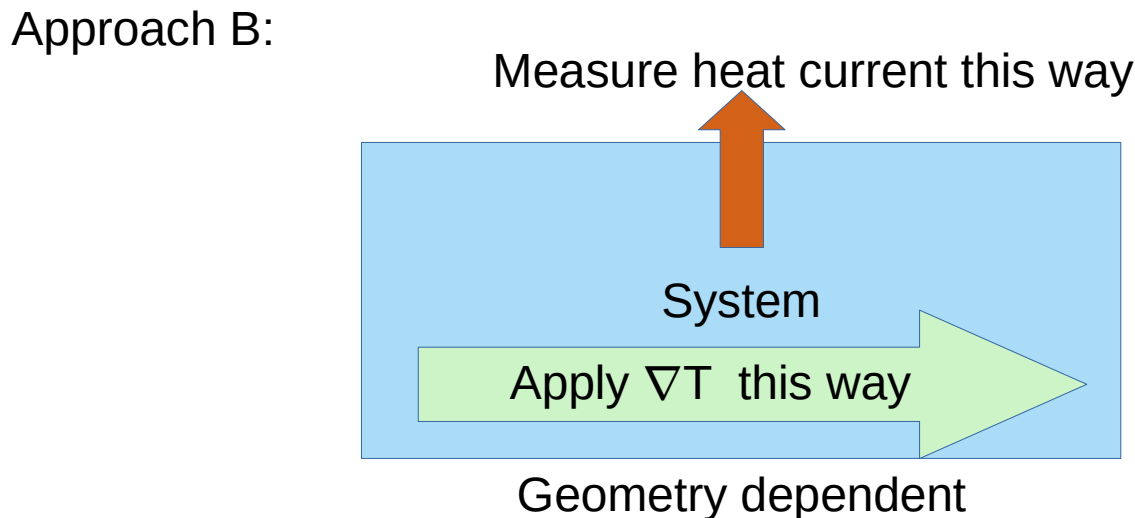 Approach B:
Measure heat current this way
System
Apply ∇T this way
Geometry dependent